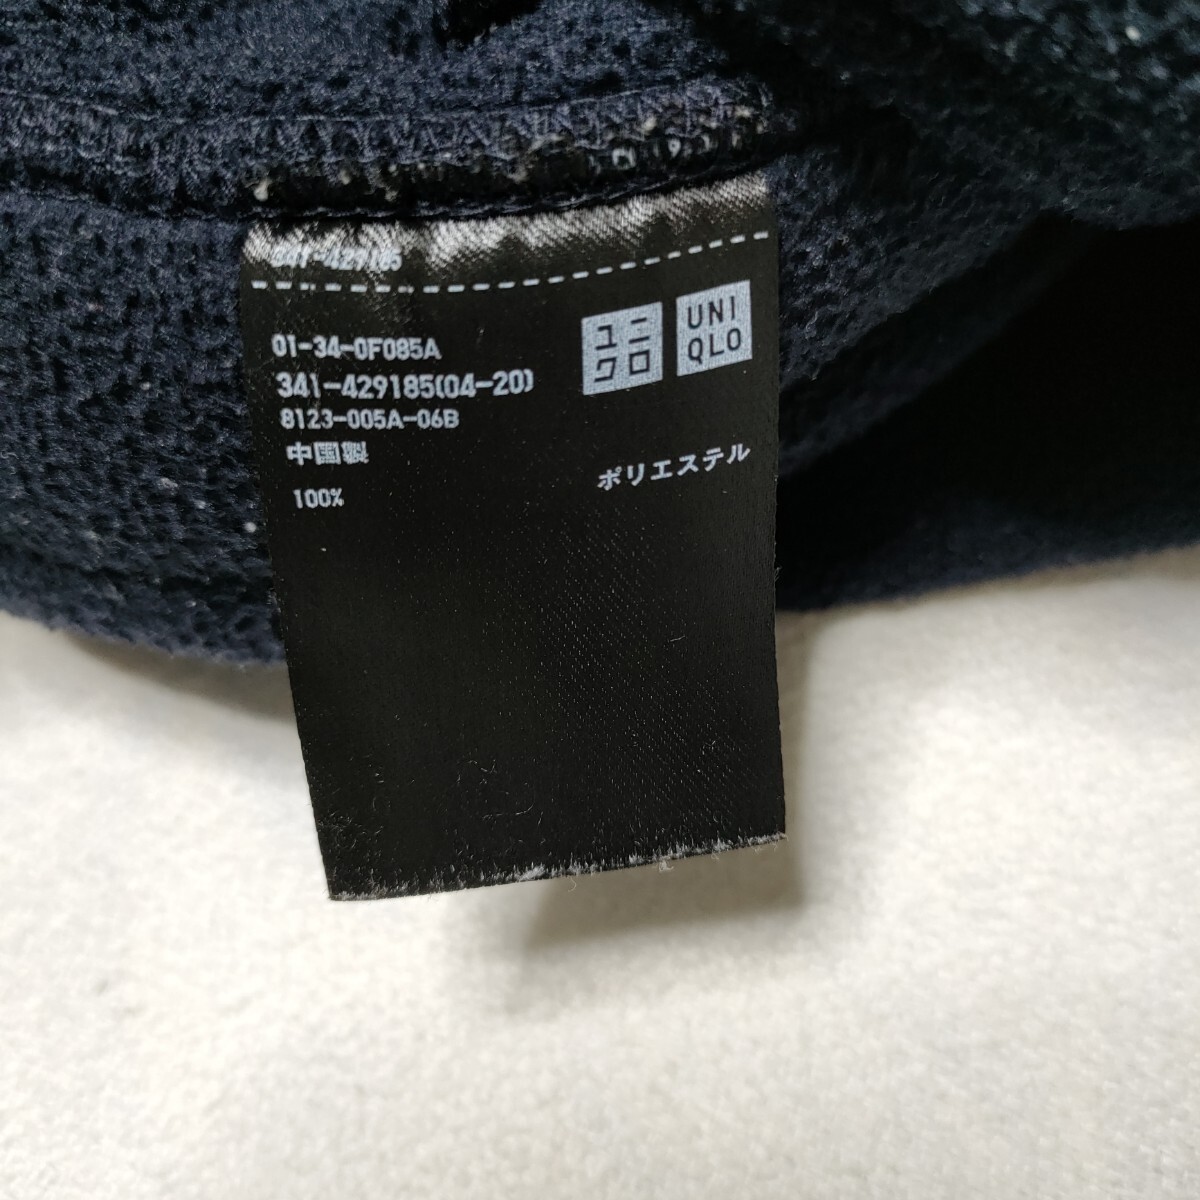 341-429185
01-34-0F085A
341-429185(04-20)
8123-005A-06B
中国製
100%
ポリエステル
ユニ
クロ
UNI
QLO